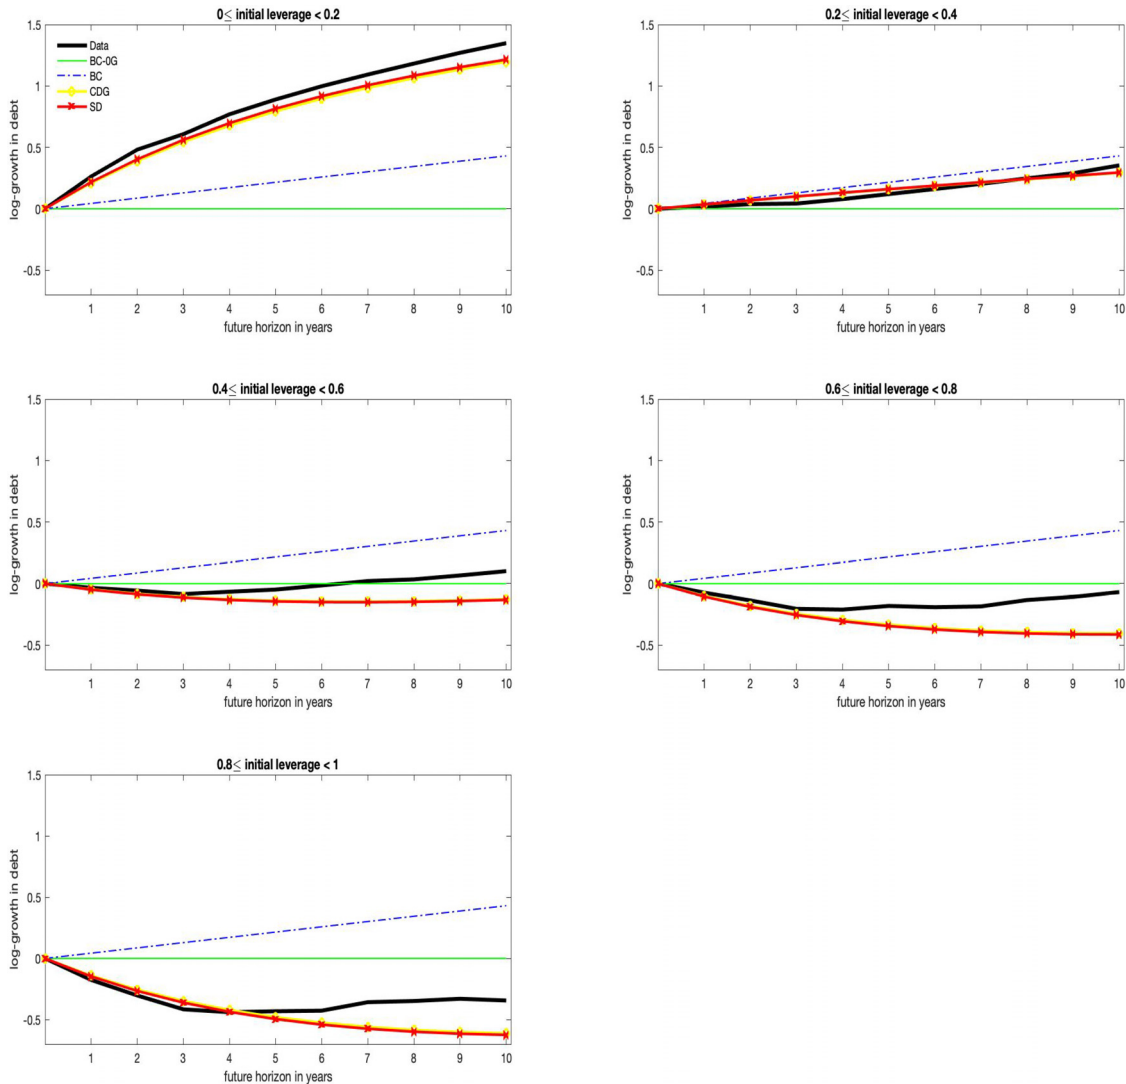 0≤ initial leverage < 0.2
1.5
1
0.5
0
-0.5
log-growth in debt
Data
BC-0G
BC
CDG
SD
1 2 3 4 5 6 7 8 9 10
future horizon in years
0.2≤ initial leverage < 0.4
1.5
1
0.5
0
-0.5
log-growth in debt
1 2 3 4 5 6 7 8 9 10
future horizon in years
0.4≤ initial leverage < 0.6
1.5
1
0.5
0
-0.5
log-growth in debt
1 2 3 4 5 6 7 8 9 10
future horizon in years
0.6≤ initial leverage < 0.8
1.5
1
0.5
0
-0.5
log-growth in debt
1 2 3 4 5 6 7 8 9 10
future horizon in years
0.8≤ initial leverage < 1
1.5
1
0.5
0
-0.5
log-growth in debt
1 2 3 4 5 6 7 8 9 10
future horizon in years